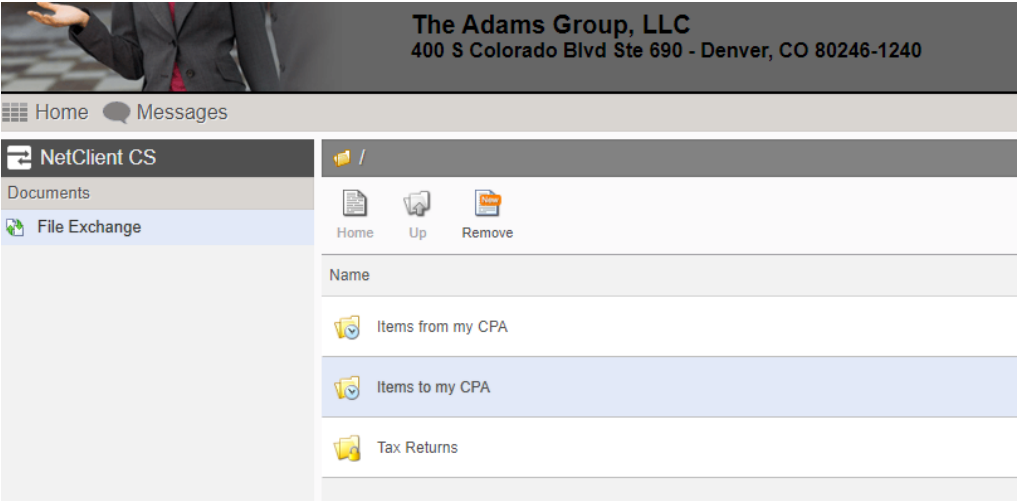 The Adams Group, LLC
400 S Colorado Blvd Ste 690 - Denver, CO 80246-1240
Home Messages
NetClient CS
/
Documents
File Exchange
New
Home Up Remove
Name
Items from my CPA
Items to my CPA
Tax Returns